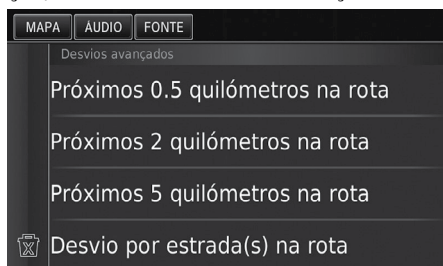 MAPA ÁUDIO FONTE
Desvios avançados
Próximos 0.5 quilómetros na rota
Próximos 2 quilómetros na rota
Próximos 5 quilómetros na rota
Desvio por estrada(s) na rota